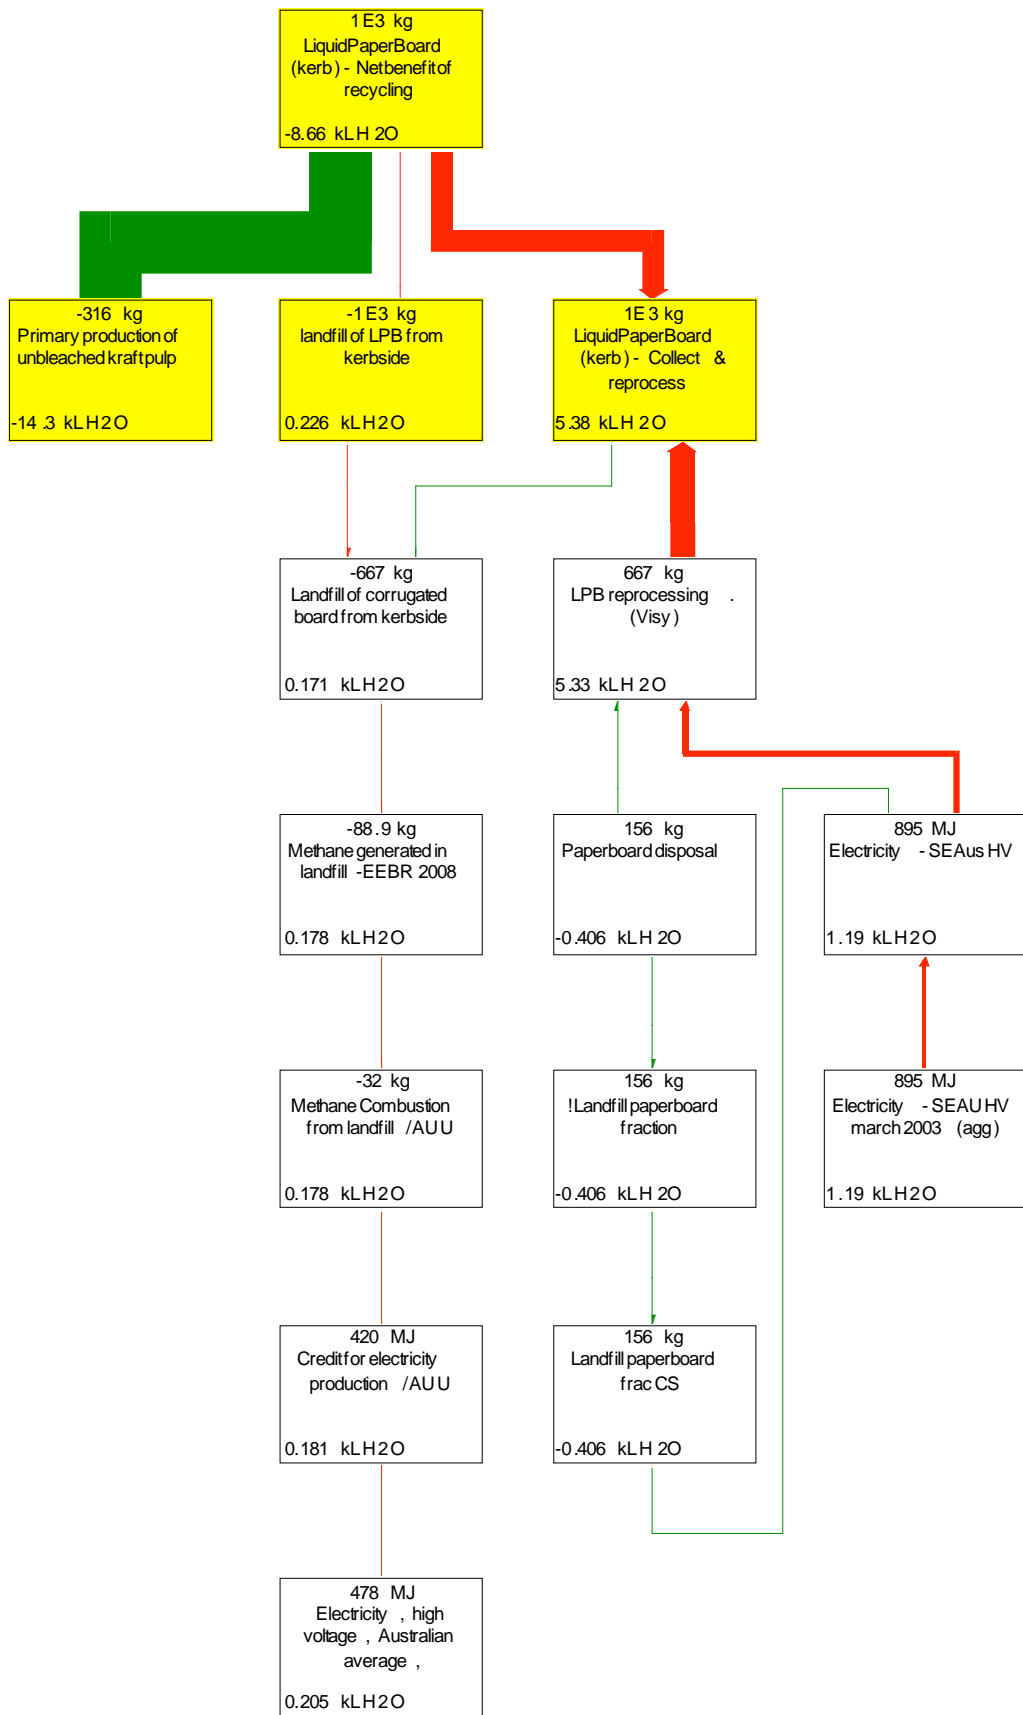 1E3 kg
LiquidPaperBoard
(kerb) - Netbenefitof
recycling
-8.66 kLH2O
-316 kg
Primary production of
unbleached kraftpulp
-14.3 kLH2O
-1E3 kg
landfill of LPB from
kerbside
0.226 kLH2O
1E3 kg
LiquidPaperBoard
(kerb) - Collect &
reprocess
5.38 kLH2O
-667 kg
Landfill of corrugated
board from kerbside
0.171 kLH2O
667 kg
LPB reprocessing .
(Visy)
5.33 kLH2O
-88.9 kg
Methane generated in
landfill -EEBR 2008
0.178 kLH2O
156 kg
Paperboard disposal
-0.406 kLH2O
895 MJ
Electricity - SEAus HV
1.19 kLH2O
-32 kg
Methane Combustion
from landfill /AU U
0.178 kLH2O
156 kg
!Landfill paperboard
fraction
-0.406 kLH2O
895 MJ
Electricity - SEAU HV
march 2003 (agg)
1.19 kLH2O
420 MJ
Credit for electricity
production /AU U
0.181 kLH2O
156 kg
Landfill paperboard
frac CS
-0.406 kLH2O
478 MJ
Electricity , high
voltage , Australian
average ,
0.205 kLH2O